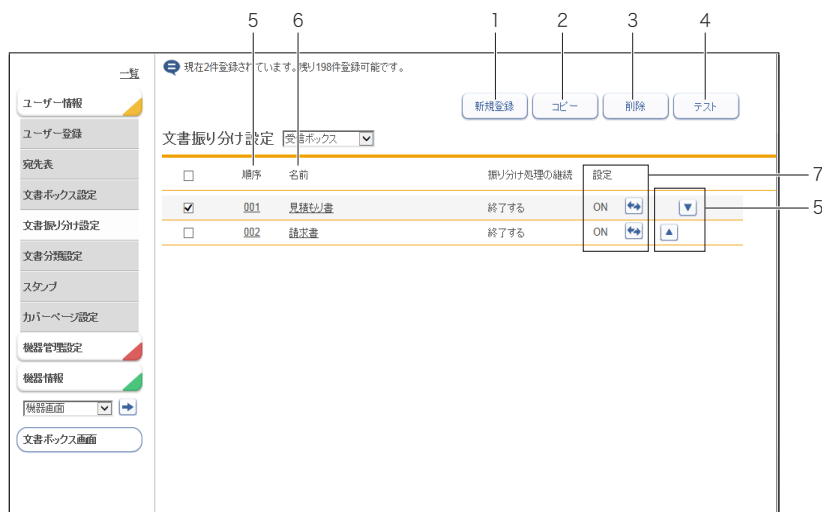 5 6 1 2 3 4
一覧
現在2件登録されています。残り198件登録可能です。
ユーザー情報
新規登録 コピー 削除 テスト
ユーザー登録
文書振り分け設定 受信ボックス
宛先表
順序 名前 振り分け処理の継続 設定 7
文書ボックス設定
001 見積もり書 終了する ON 5
文書振り分け設定
002 請求書 終了する ON
文書分類設定
スタンプ
カバーページ設定
機器管理設定
機器情報
機器画面
文書ボックス画面